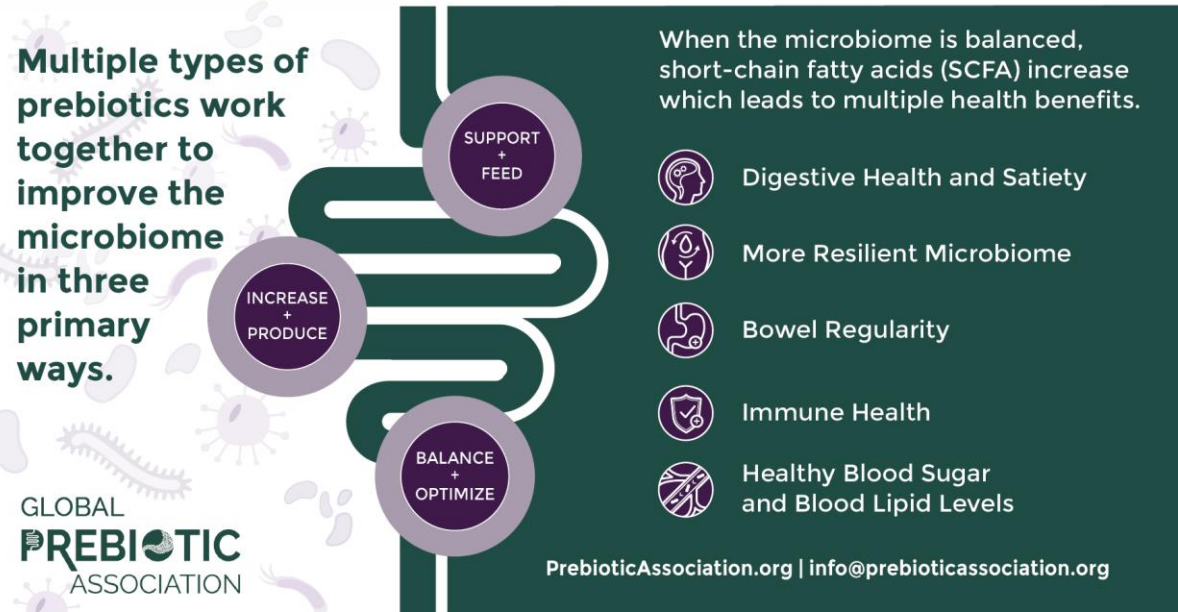 Multiple types of
prebiotics work
together to
improve the
microbiome
in three
primary
ways.
SUPPORT
+
FEED
INCREASE
+
PRODUCE
BALANCE
+
OPTIMIZE
GLOBAL
PREBIOTIC
ASSOCIATION
When the microbiome is balanced,
short-chain fatty acids (SCFA) increase
which leads to multiple health benefits.
Digestive Health and Satiety
More Resilient Microbiome
Bowel Regularity
Immune Health
Healthy Blood Sugar
and Blood Lipid Levels
PrebioticAssociation.org | info@prebioticassociation.org